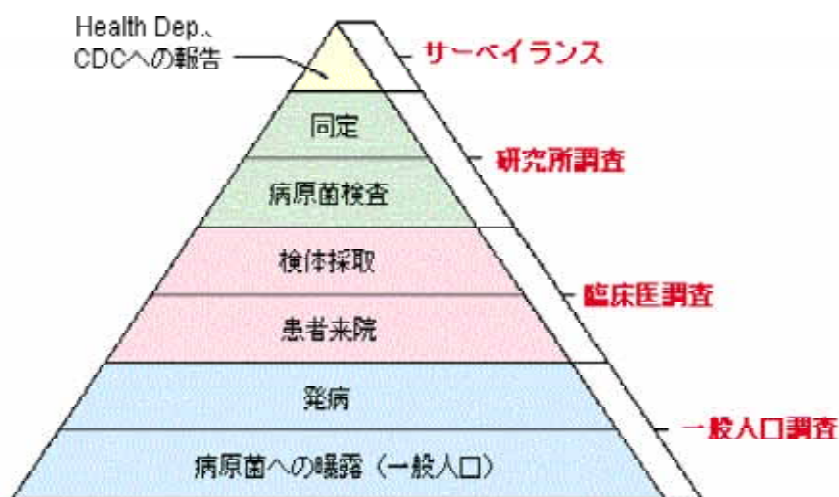 Health Dep.、
CDCへの報告
サーベイランス
同定
研究所調査
病原菌検査
検体採取
臨床医調査
患者来院
発病
一般人口調査
病原菌への曝露（一般人口）